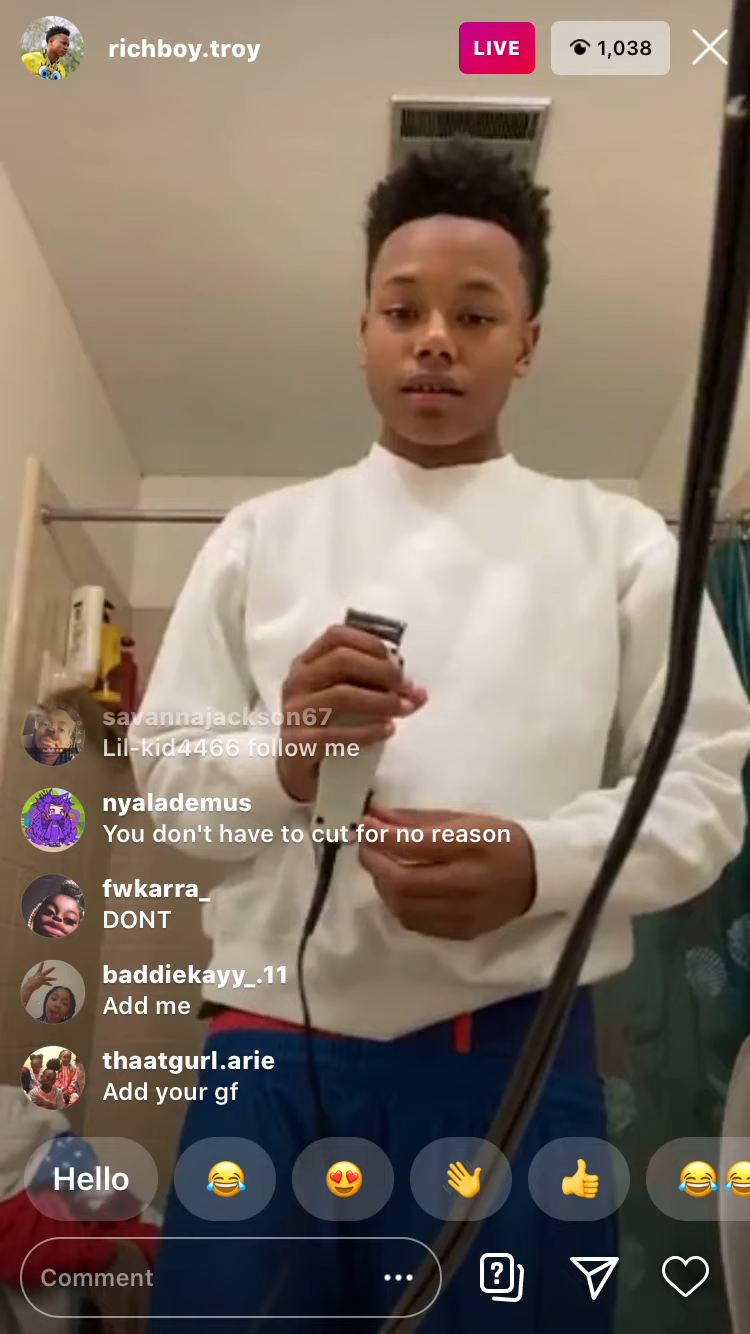 richboy.troy
LIVE
1,038
savannajackson67
Lil-kid4466 follow me
nyalademus
You don't have to cut for no reason
fwkarra_
DONT
baddiekayy_.11
Add me
thaatgurl.arie
Add your gf
Hello 😂 😍 👋 👍 😂😂
Comment